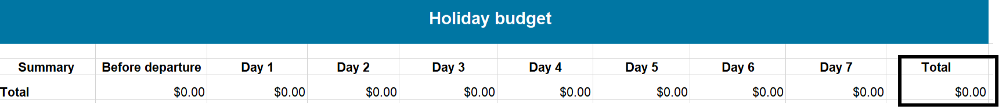 Holiday budget
Summary Before departure Day 1 Day 2 Day 3 Day 4 Day 5 Day 6 Day 7 Total
Total $0.00 $0.00 $0.00 $0.00 $0.00 $0.00 $0.00 $0.00 $0.00